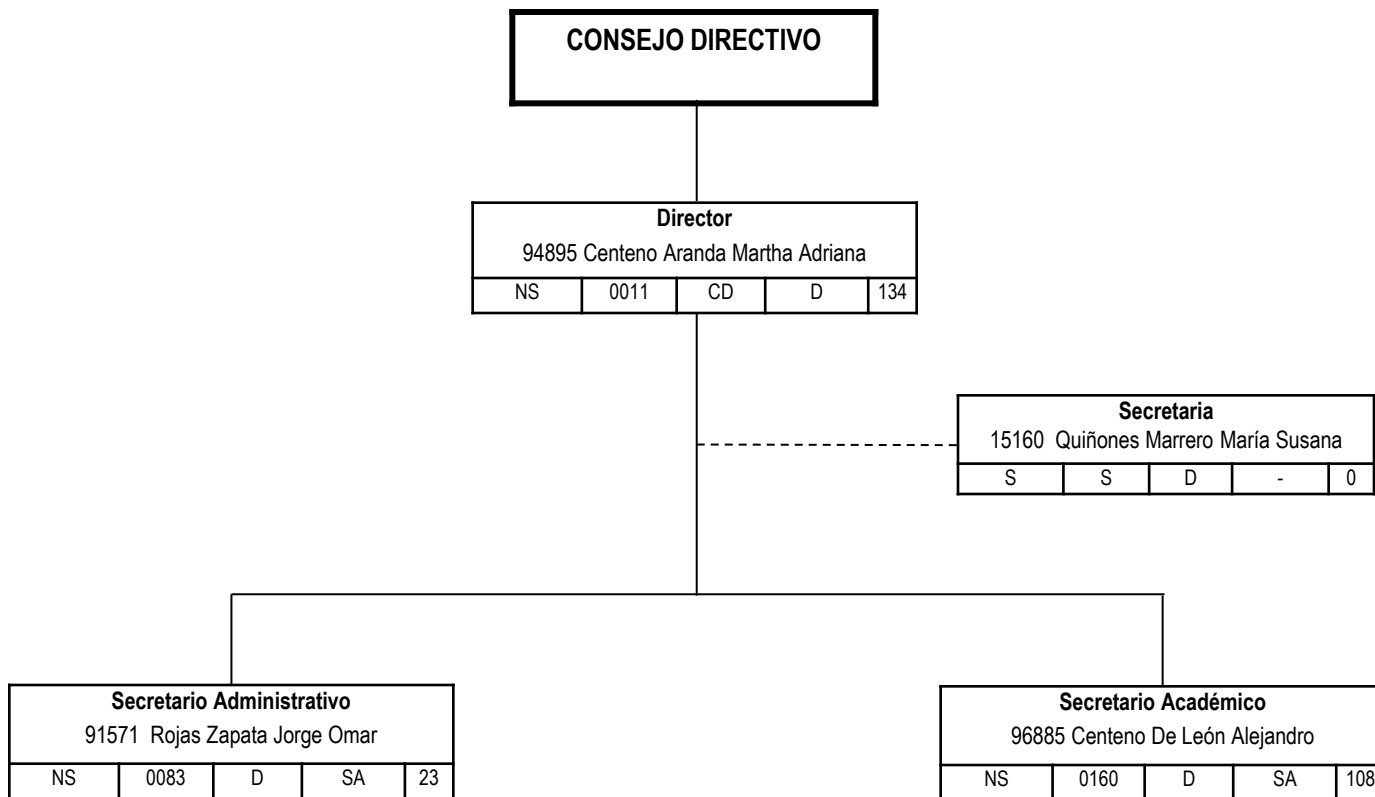 CONSEJO DIRECTIVO
Director
94895 Centeno Aranda Martha Adriana
NS 0011 CD D 134
Secretaria
15160 Quiñones Marrero María Susana
S S D - 0
Secretario Administrativo
91571 Rojas Zapata Jorge Omar
NS 0083 D SA 23
Secretario Académico
96885 Centeno De León Alejandro
NS 0160 D SA 108